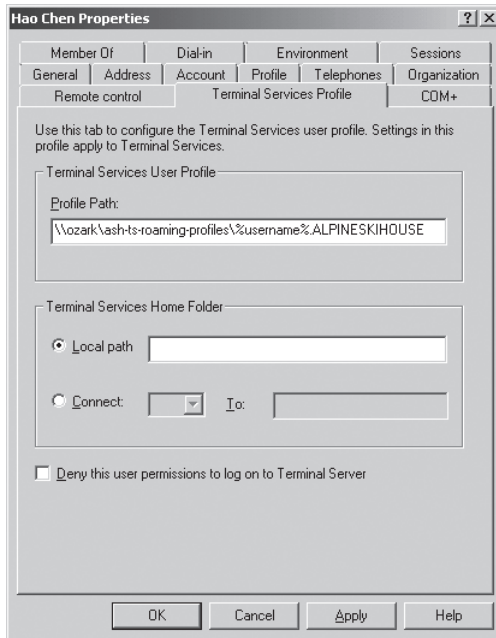 Hao Chen Properties
Member Of Dial-in Environment Sessions
General Address Account Profile Telephones Organization
Remote control Terminal Services Profile COM+
Use this tab to configure the Terminal Services user profile. Settings in this
profile apply to Terminal Services.
Terminal Services User Profile
Profile Path:
\\ozark\ash-ts-roaming-profiles\%username%.ALPINESKIHOUSE
Terminal Services Home Folder
Local path
Connect: To:
Deny this user permissions to log on to Terminal Server
OK Cancel Apply Help